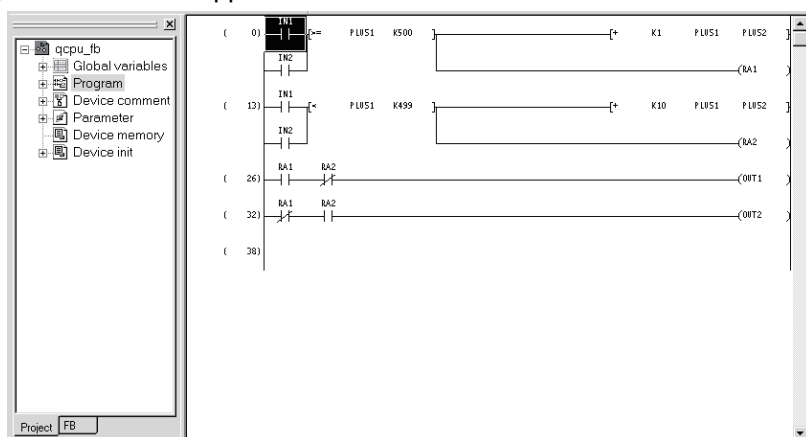 qcpu_fb
Global variables
Program
Device comment
Parameter
Device memory
Device init
Project FB
( 0) IN1 [>= PLUS1 K500 ] [+ K1 PLUS1 PLUS2 ]
IN2 (RA1 )
( 13) IN1 [< PLUS1 K499 ] [+ K10 PLUS1 PLUS2 ]
IN2 (RA2 )
RA1 RA2
( 26) (OUT1 )
RA1 RA2
( 32) (OUT2 )
( 38)